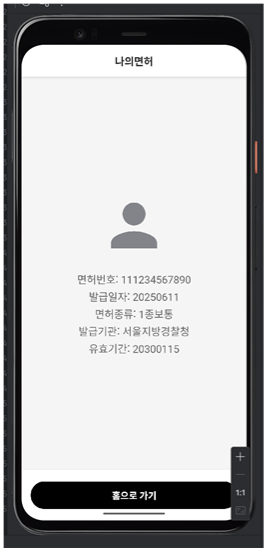 나의면허
면허번호: 111234567890
발급일자: 20250611
면허종류: 1종보통
발급기관: 서울지방경찰청
유효기간: 20300115
홈으로 가기
1:1